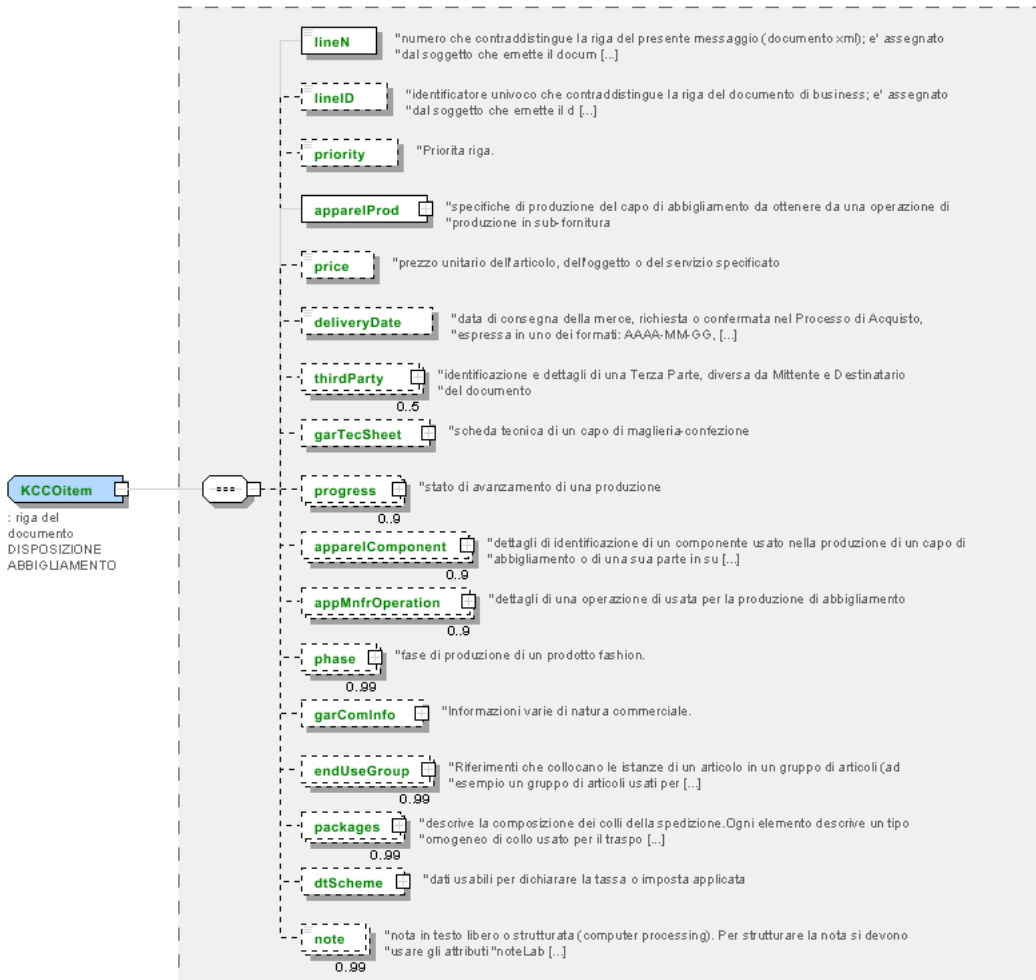 lineN
"numero che contraddistingue la riga del presente messaggio (documento xml); e' assegnato
"dal soggetto che emette il docum [...]
lineID
"identificatore univoco che contraddistingue la riga del documento di business; e' assegnato
"dal soggetto che emette il d [...]
priority
"Priorita riga.
apparelProd
"specifiche di produzione del capo di abbigliamento da ottenere da una operazione di
"produzione in sub-fornitura
price
"prezzo unitario dell'articolo, dell'oggetto o del servizio specificato
deliveryDate
"data di consegna della merce, richiesta o confermata nel Processo di Acquisto,
"espressa in uno dei formati: AAAA-MM-GG, [...]
thirdParty
"identificazione e dettagli di una Terza Parte, diversa da Mittente e Destinatario
"del documento
0..5
garTecSheet
"scheda tecnica di un capo di maglieria-confezione
KCCOitem
: riga del
documento
DISPOSIZIONE
ABBIGLIAMENTO
progress
"stato di avanzamento di una produzione
0..9
apparelComponent
"dettagli di identificazione di un componente usato nella produzione di un capo di
"abbigliamento o di una sua parte in su [...]
0..9
appMnfrOperation
"dettagli di una operazione di usata per la produzione di abbigliamento
0..9
phase
"fase di produzione di un prodotto fashion.
0..99
garComInfo
"Informazioni varie di natura commerciale.
endUseGroup
"Riferimenti che collocano le istanze di un articolo in un gruppo di articoli (ad
"esempio un gruppo di articoli usati per [...]
0..99
packages
"descrive la composizione dei colli della spedizione.Ogni elemento descrive un tipo
"omogeneo di collo usato per il traspo [...]
0..99
dtScheme
"dati usabili per dichiarare la tassa o imposta applicata
note
"nota in testo libero o strutturata (computer processing). Per strutturare la nota si devono
"usare gli attributi "noteLab [...]
0..99